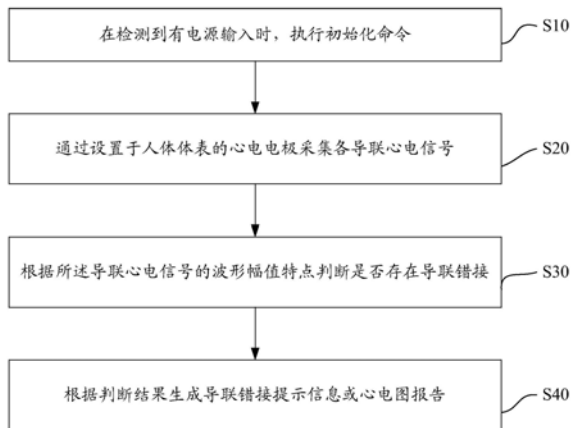 在检测到有电源输入时，执行初始化命令
S10
通过设置于人体体表的心电电极采集各导联心电信号
S20
根据所述导联心电信号的波形幅值特点判断是否存在导联错接
S30
根据判断结果生成导联错接提示信息或心电图报告
S40